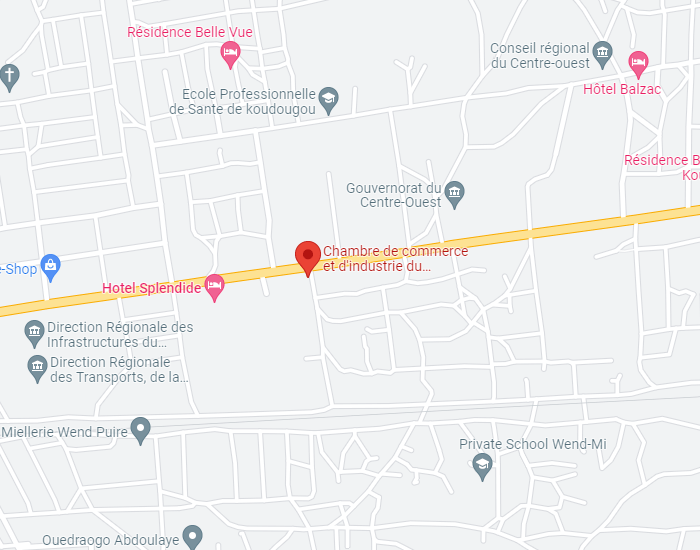 Résidence Belle Vue
Conseil régional
du Centre-ouest
Hôtel Balzac
Ecole Professionnelle
de Sante de koudougou
Résidence B
Kou
Gouvernorat du
Centre-Ouest
Chambre de commerce
et d'industrie du...
e-Shop
Hotel Splendide
Direction Régionale des
Infrastructures du...
Direction Régionale
des Transports, de la...
Miellerie Wend Puire
Private School Wend-Mi
Ouedraogo Abdoulaye